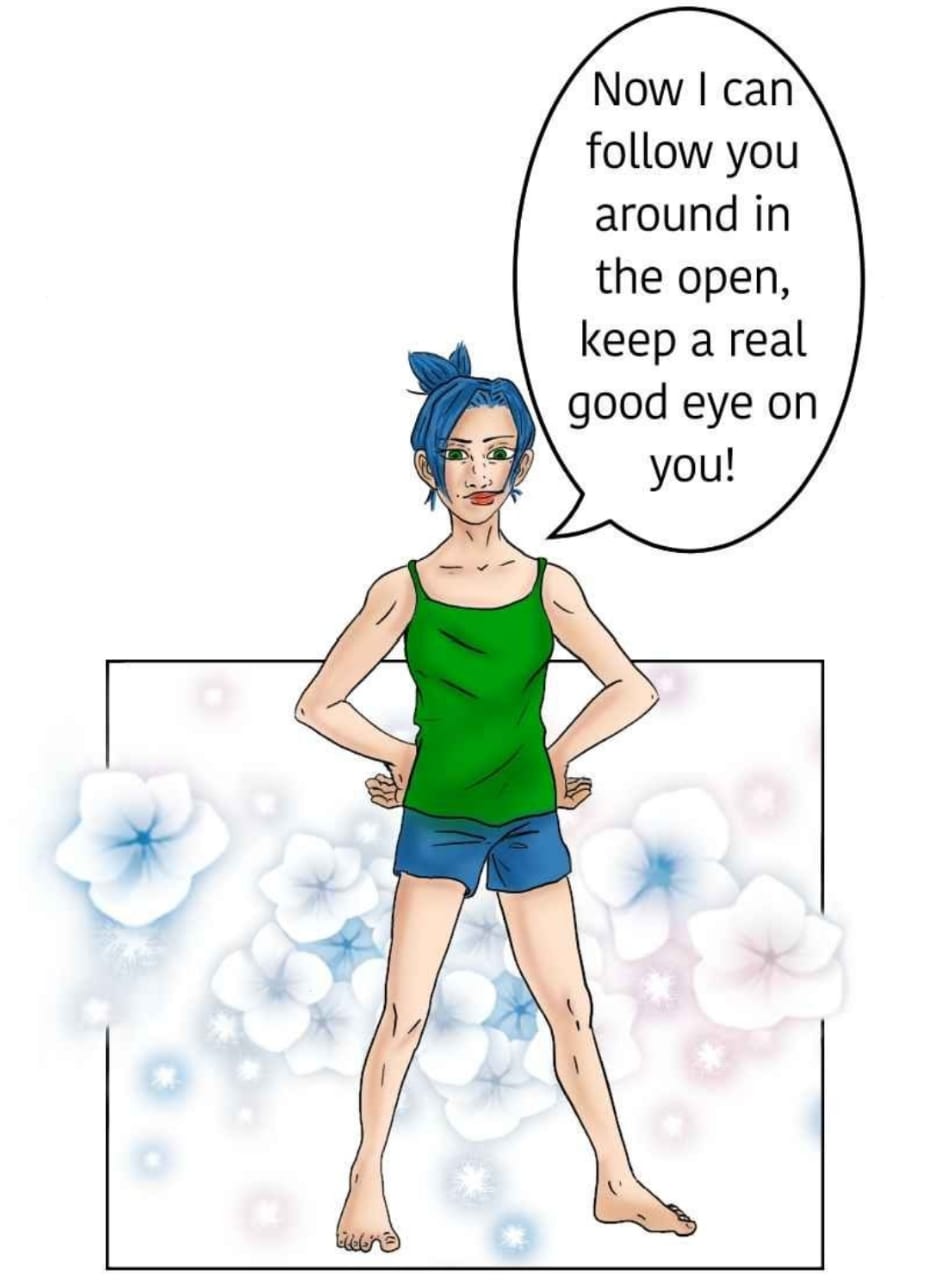 Now I can
follow you
around in
the open,
keep a real
good eye on
you!